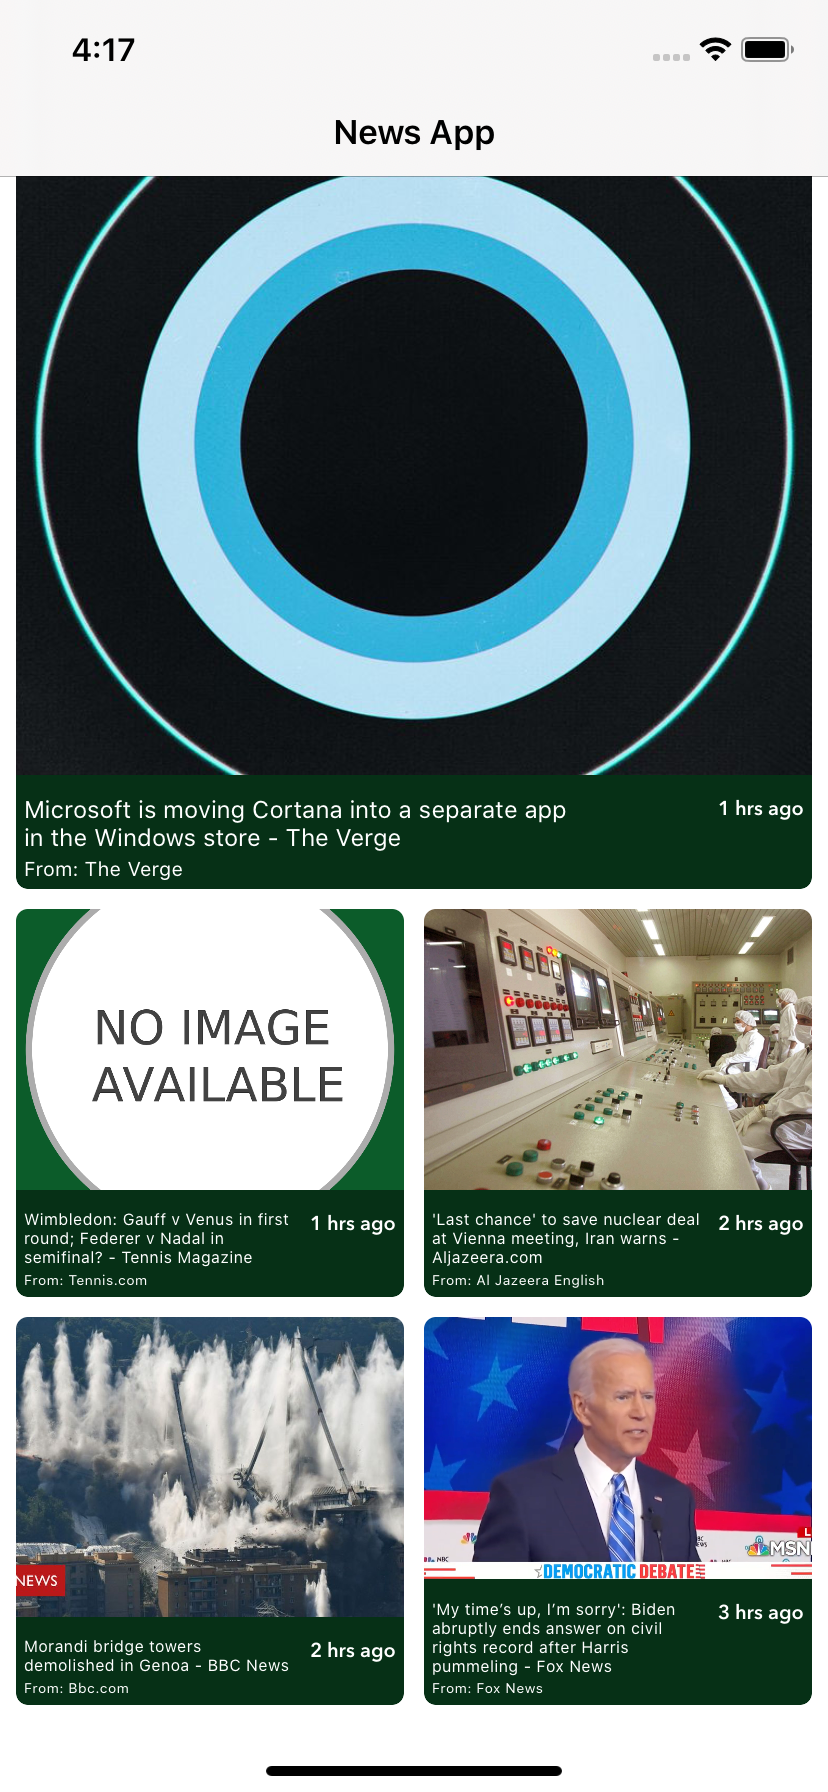 4:17
News App
Microsoft is moving Cortana into a separate app
in the Windows store - The Verge
1 hrs ago
From: The Verge
NO IMAGE
AVAILABLE
Wimbledon: Gauff v Venus in first
round; Federer v Nadal in
semifinal? - Tennis Magazine
1 hrs ago
From: Tennis.com
'Last chance' to save nuclear deal
at Vienna meeting, Iran warns -
Aljazeera.com
2 hrs ago
From: Al Jazeera English
NEWS
Morandi bridge towers
demolished in Genoa - BBC News
2 hrs ago
From: Bbc.com
NBC
MSN
DEMOCRATIC DEBATE
'My time's up, I’m sorry': Biden
abruptly ends answer on civil
rights record after Harris
pummeling - Fox News
3 hrs ago
From: Fox News